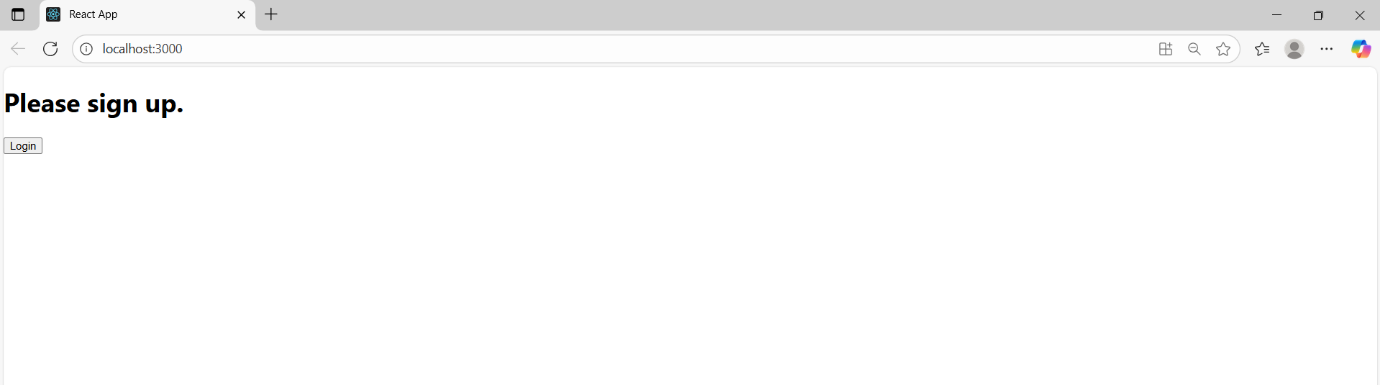 React App
localhost:3000
Please sign up.
Login